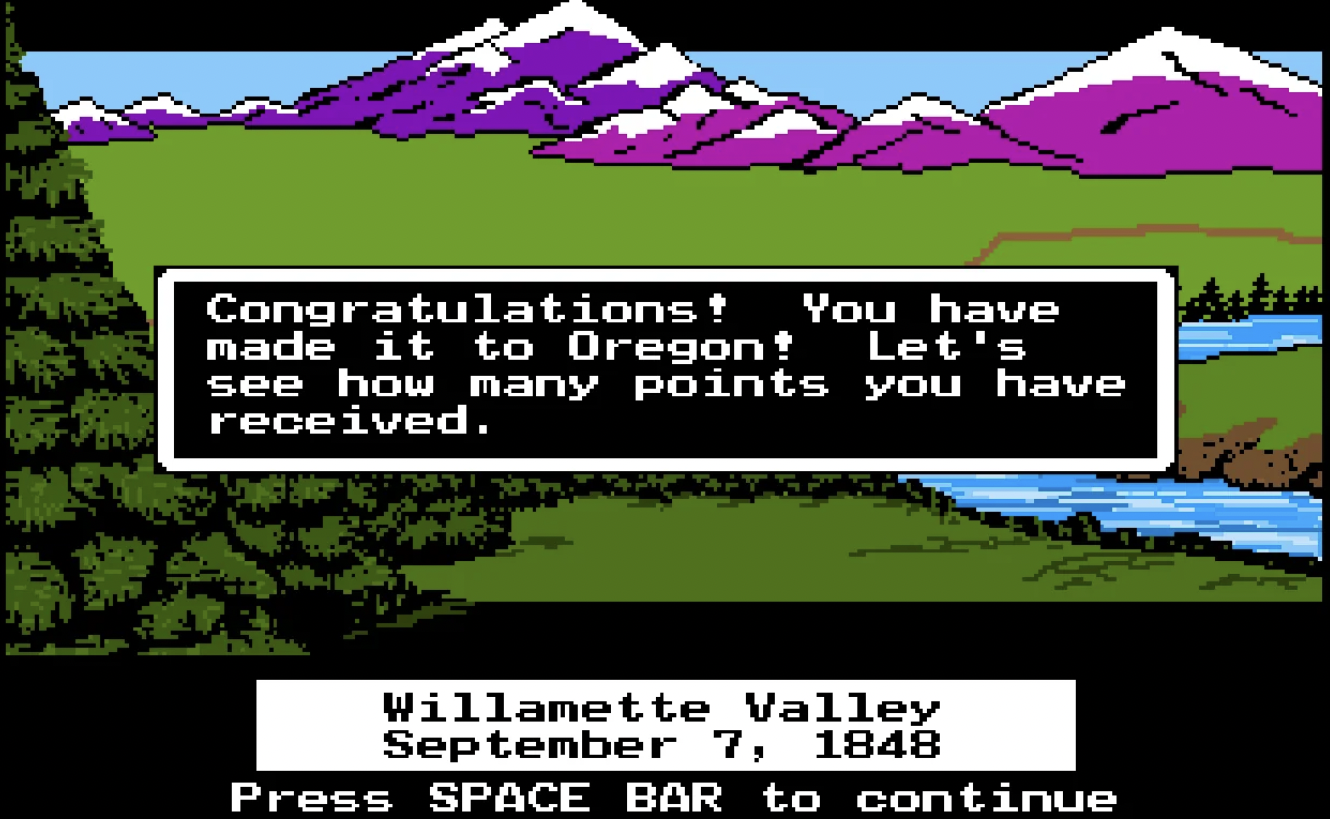 Congratulations!  You have
made it to Oregon!  Let's
see how many points you have
received.
Willamette Valley
September 7, 1848
Press SPACE BAR to continue